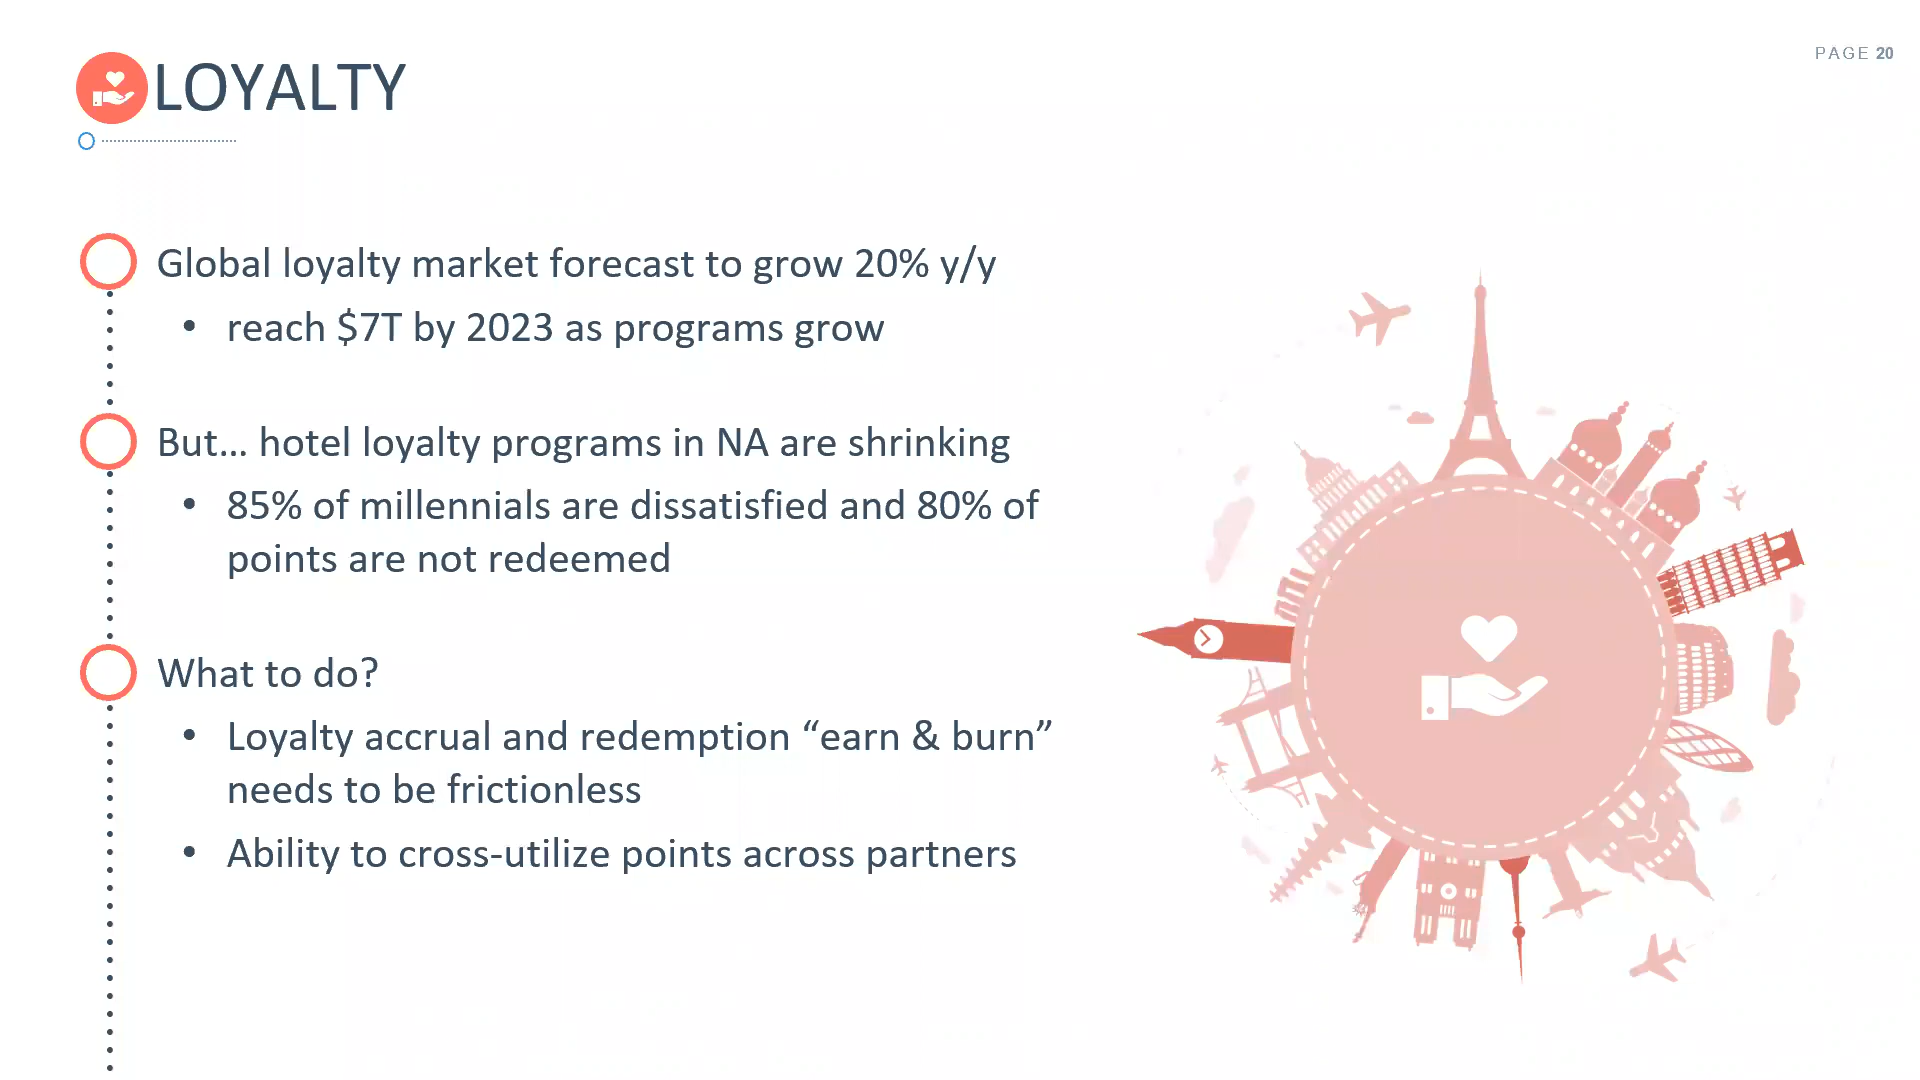 LOYALTY
PAGE 20
Global loyalty market forecast to grow 20% y/y
• reach $7T by 2023 as programs grow
But... hotel loyalty programs in NA are shrinking
• 85% of millennials are dissatisfied and 80% of
points are not redeemed
What to do?
• Loyalty accrual and redemption “earn & burn”
needs to be frictionless
• Ability to cross-utilize points across partners